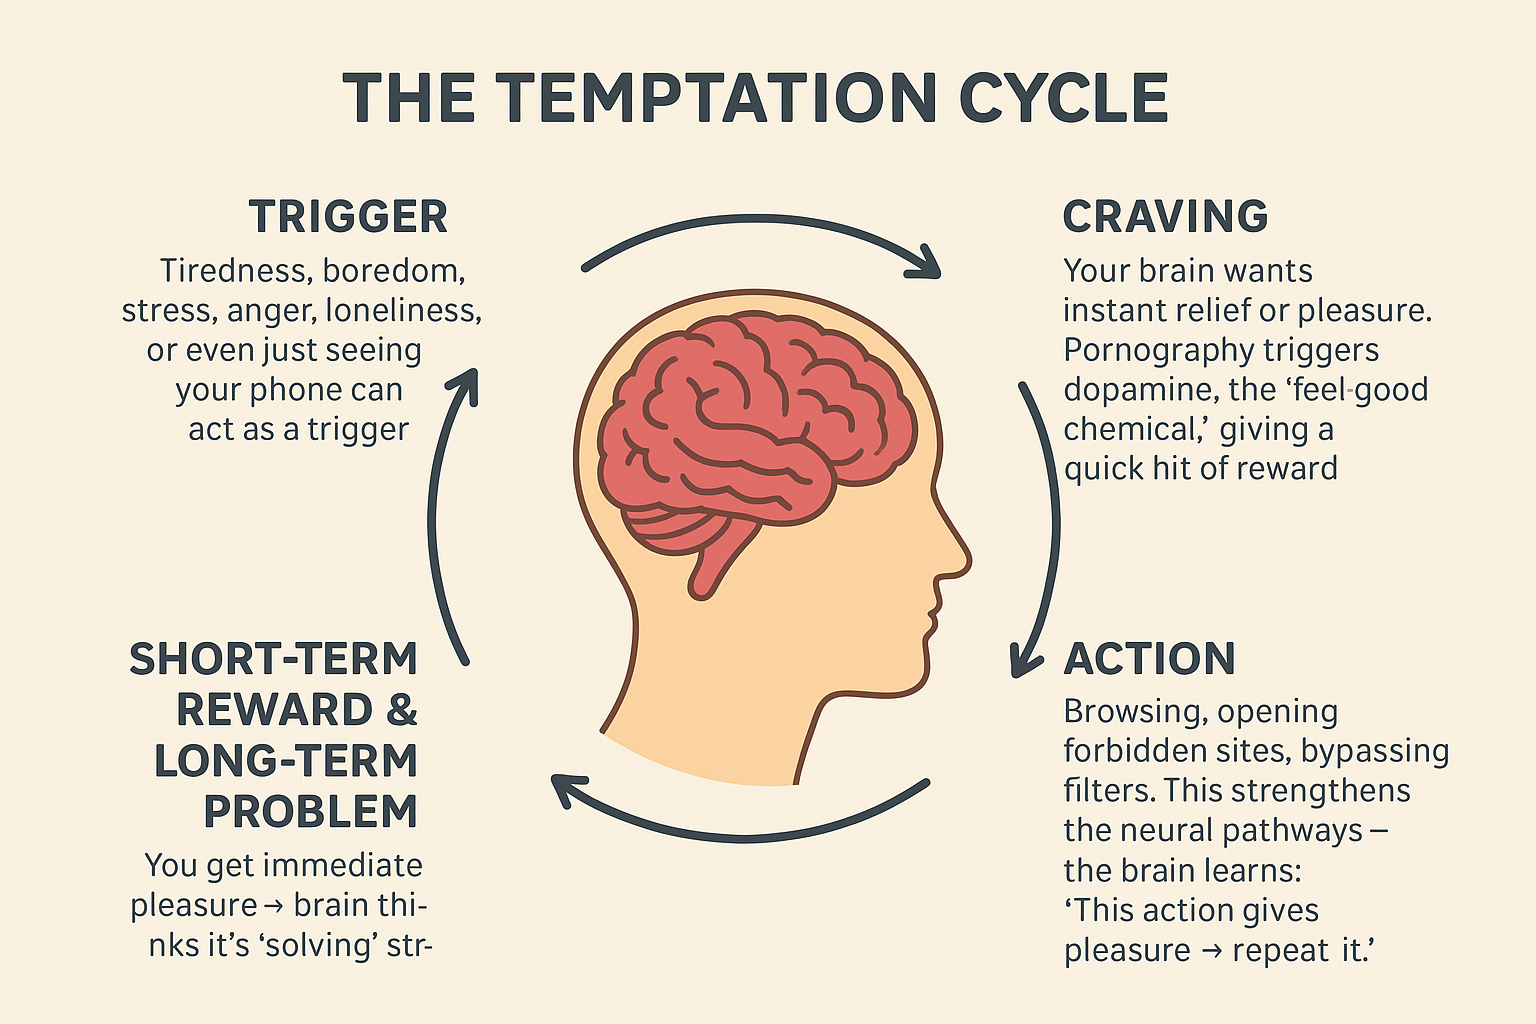 THE TEMPTATION CYCLE
TRIGGER
Tiredness, boredom,
stress, anger, loneliness,
or even just seeing
your phone can
act as a trigger
CRAVING
Your brain wants
instant relief or pleasure.
Pornography triggers
dopamine, the ‘feel-good
chemical,’ giving a
quick hit of reward
ACTION
Browsing, opening
forbidden sites, bypassing
filters. This strengthens
the neural pathways –
the brain learns:
‘This action gives
pleasure → repeat it.’
SHORT-TERM
REWARD &
LONG-TERM
PROBLEM
You get immediate
pleasure → brain thi-
nks it’s ‘solving’ str-